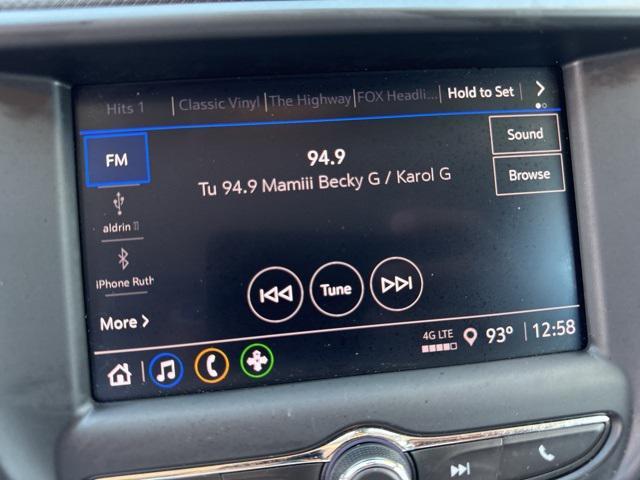 Hits 1 Classic Vinyl The Highway FOX Headli... Hold to Set
FM
94.9
Tu 94.9 Mamiii Becky G / Karol G
Sound
Browse
aldrin
iPhone Ruth
Tune
More
4G LTE 93° 12:58